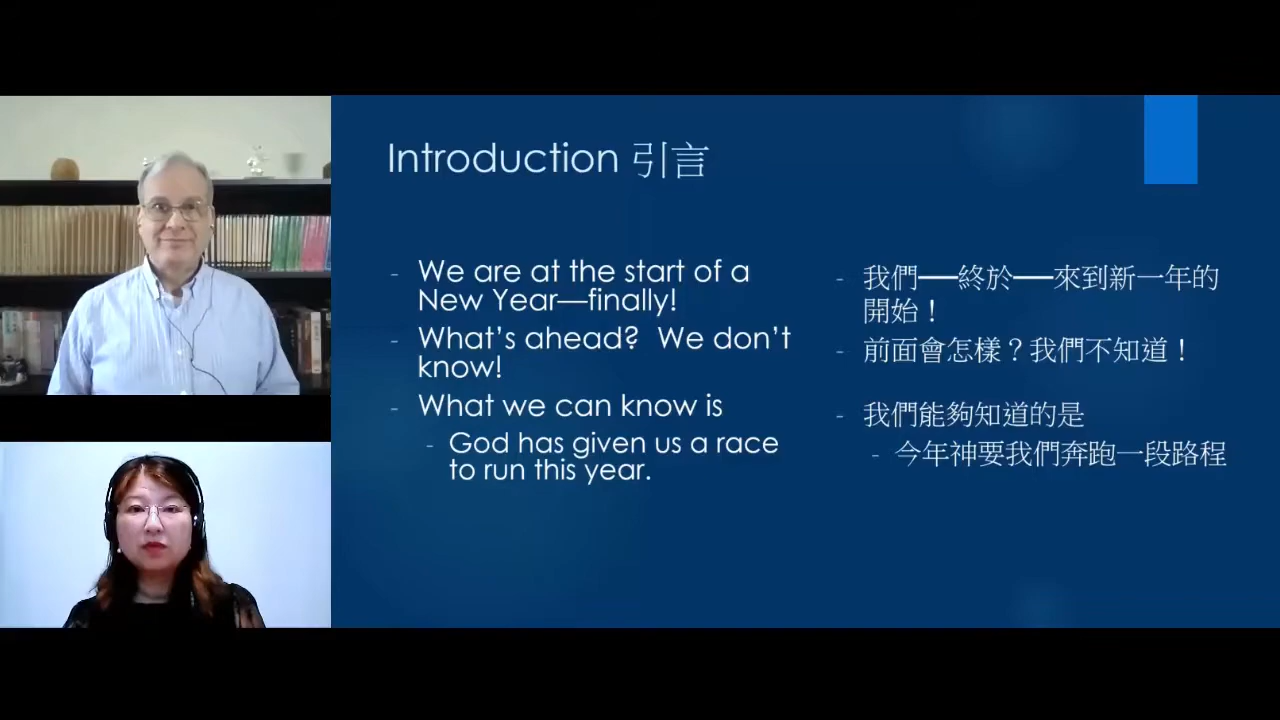 Introduction 引言
- We are at the start of a
New Year—finally!
- What's ahead?  We don't
know!
- What we can know is
- God has given us a race
to run this year.
- 我們──終於──來到新一年的
開始！
- 前面會怎樣？我們不知道！
- 我們能夠知道的是
- 今年神要我們奔跑一段路程